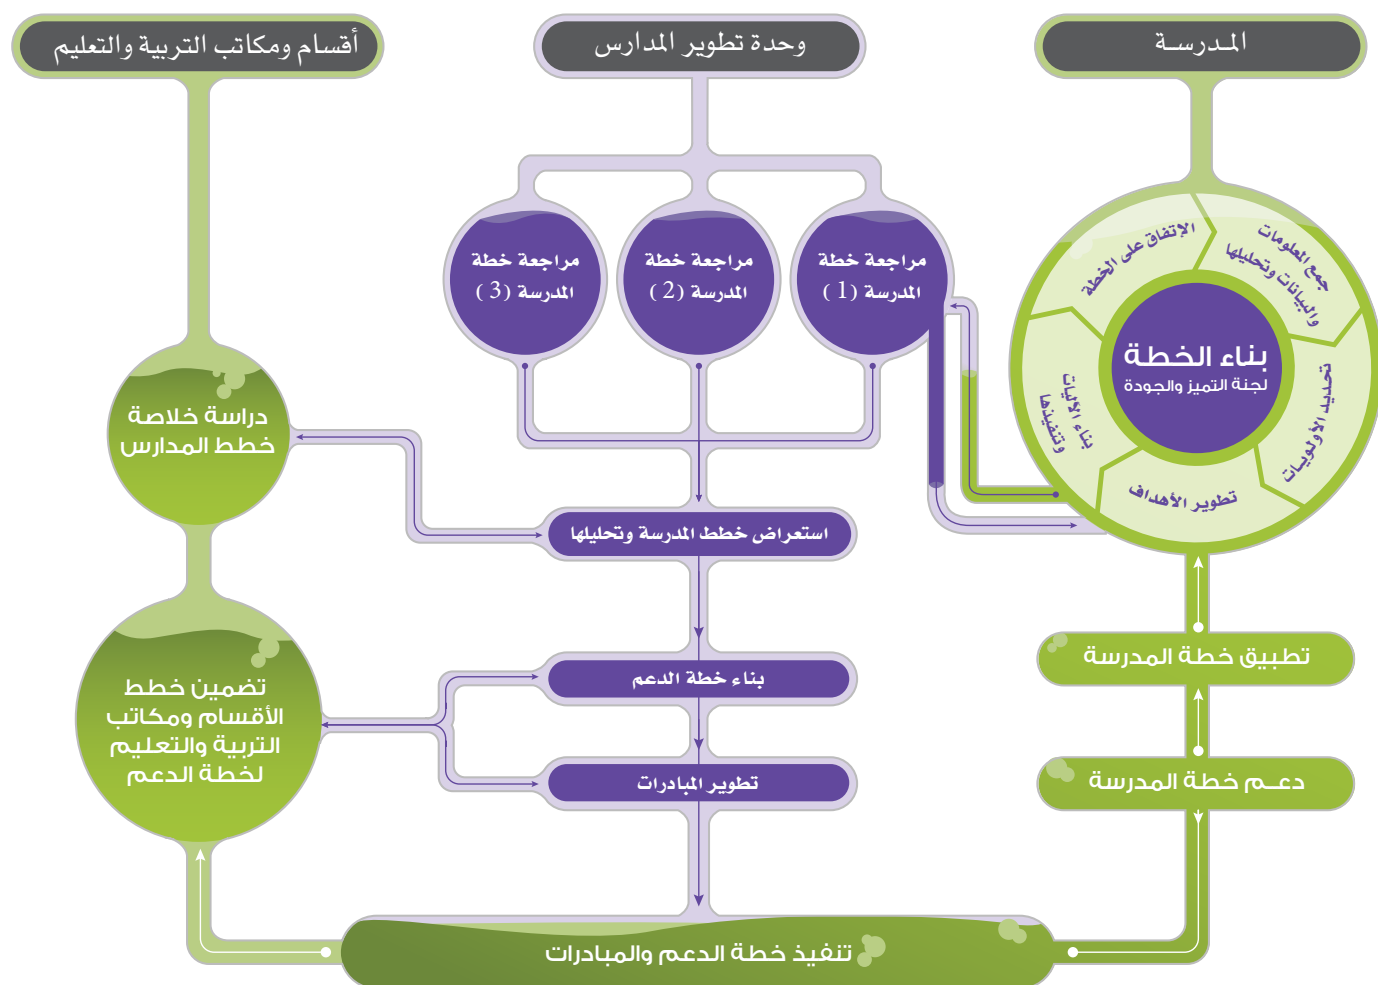 المـدرسـة
وحدة تطوير المدارس
أقسام ومكاتب التربية والتعليم
جمع المعلومات
والبيانات وتحليلها
تحديد الأولويات
تطوير الأهداف
بناء الآليات
وتنفيذها
الإتفاق على الخطة
بناء الخطة
لجنة التميز والجودة
مراجعة خطة
المدرسة (1)
مراجعة خطة
المدرسة (2)
مراجعة خطة
المدرسة (3)
دراسة خلاصة
خطط المدارس
استعراض خطط المدرسة وتحليلها
تطبيق خطة المدرسة
بناء خطة الدعم
تضمين خطط
الأقسام ومكاتب
التربية والتعليم
لخطة الدعم
دعــم خطة المدرسة
تطوير المبادرات
تنفيذ خطة الدعم والمبادرات